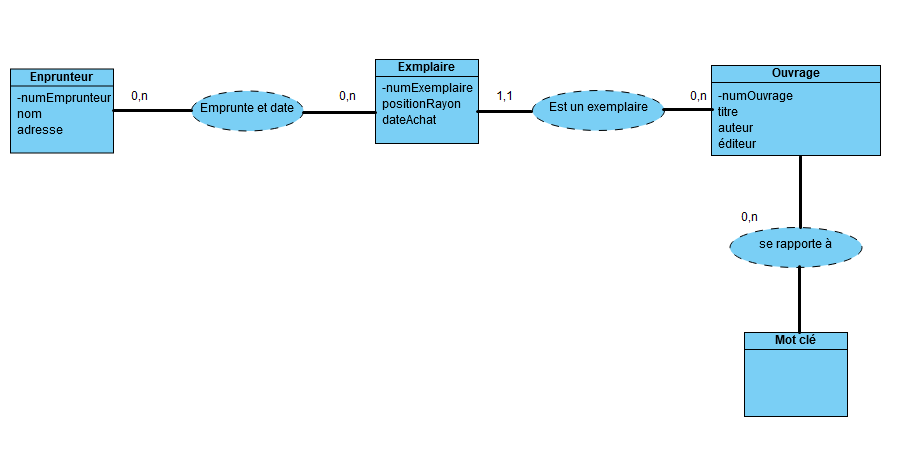 Enprunteur
-numEmprunteur
nom
adresse
0,n
Emprunte et date
0,n
Exmplaire
-numExemplaire
positionRayon
dateAchat
1,1
Est un exemplaire
0,n
Ouvrage
-numOuvrage
titre
auteur
éditeur
0,n
se rapporte à
Mot clé